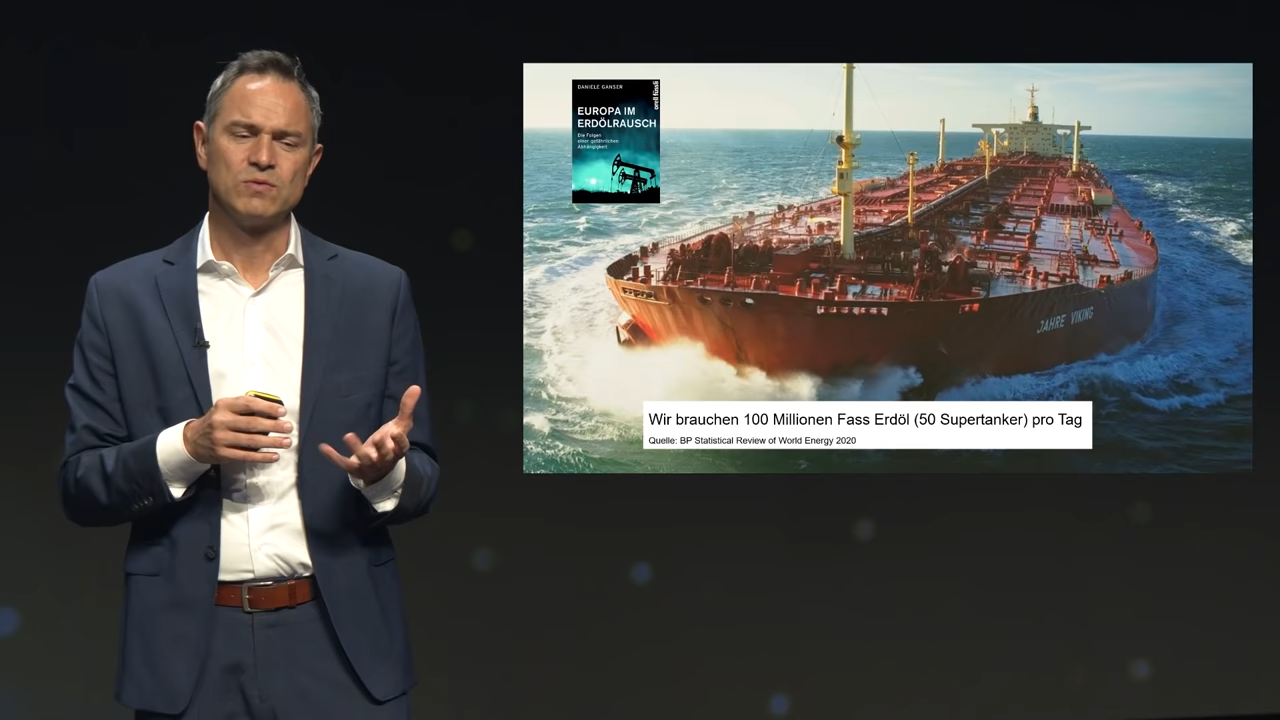 DANIELE GANSER
orell füssli
EUROPA IM
ERDÖLRAUSCH
Die Folgen
einer gefährlichen
Abhängigkeit
JAHRE VIKING
Wir brauchen 100 Millionen Fass Erdöl (50 Supertanker) pro Tag
Quelle: BP Statistical Review of World Energy 2020